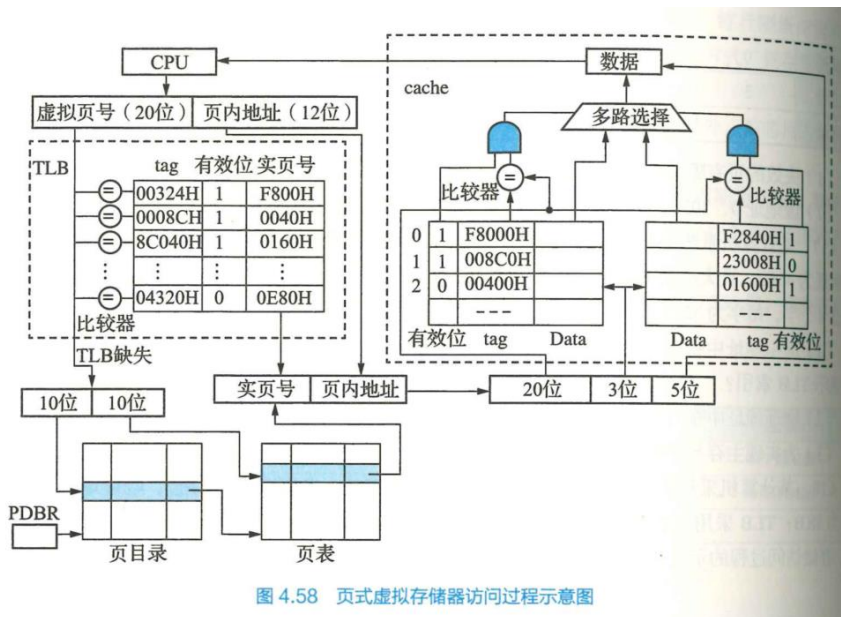 CPU
数据
cache
虚拟页号（20位） 页内地址（12位）
多路选择
TLB
tag 有效位 实页号
= 00324H 1 F800H
= 0008CH 1 0040H
= 8C040H 1 0160H
⋮ ⋮ ⋮
= 04320H 0 0E80H
比较器
TLB缺失
比较器 = = 比较器
0 1 F8000H
1 1 008C0H
2 0 00400H
---
有效位 tag Data
F2840H 1
23008H 0
01600H 1
---
Data tag 有效位
10位 10位
实页号 页内地址
20位 3位 5位
PDBR
页目录
页表
图 4.58 页式虚拟存储器访问过程示意图